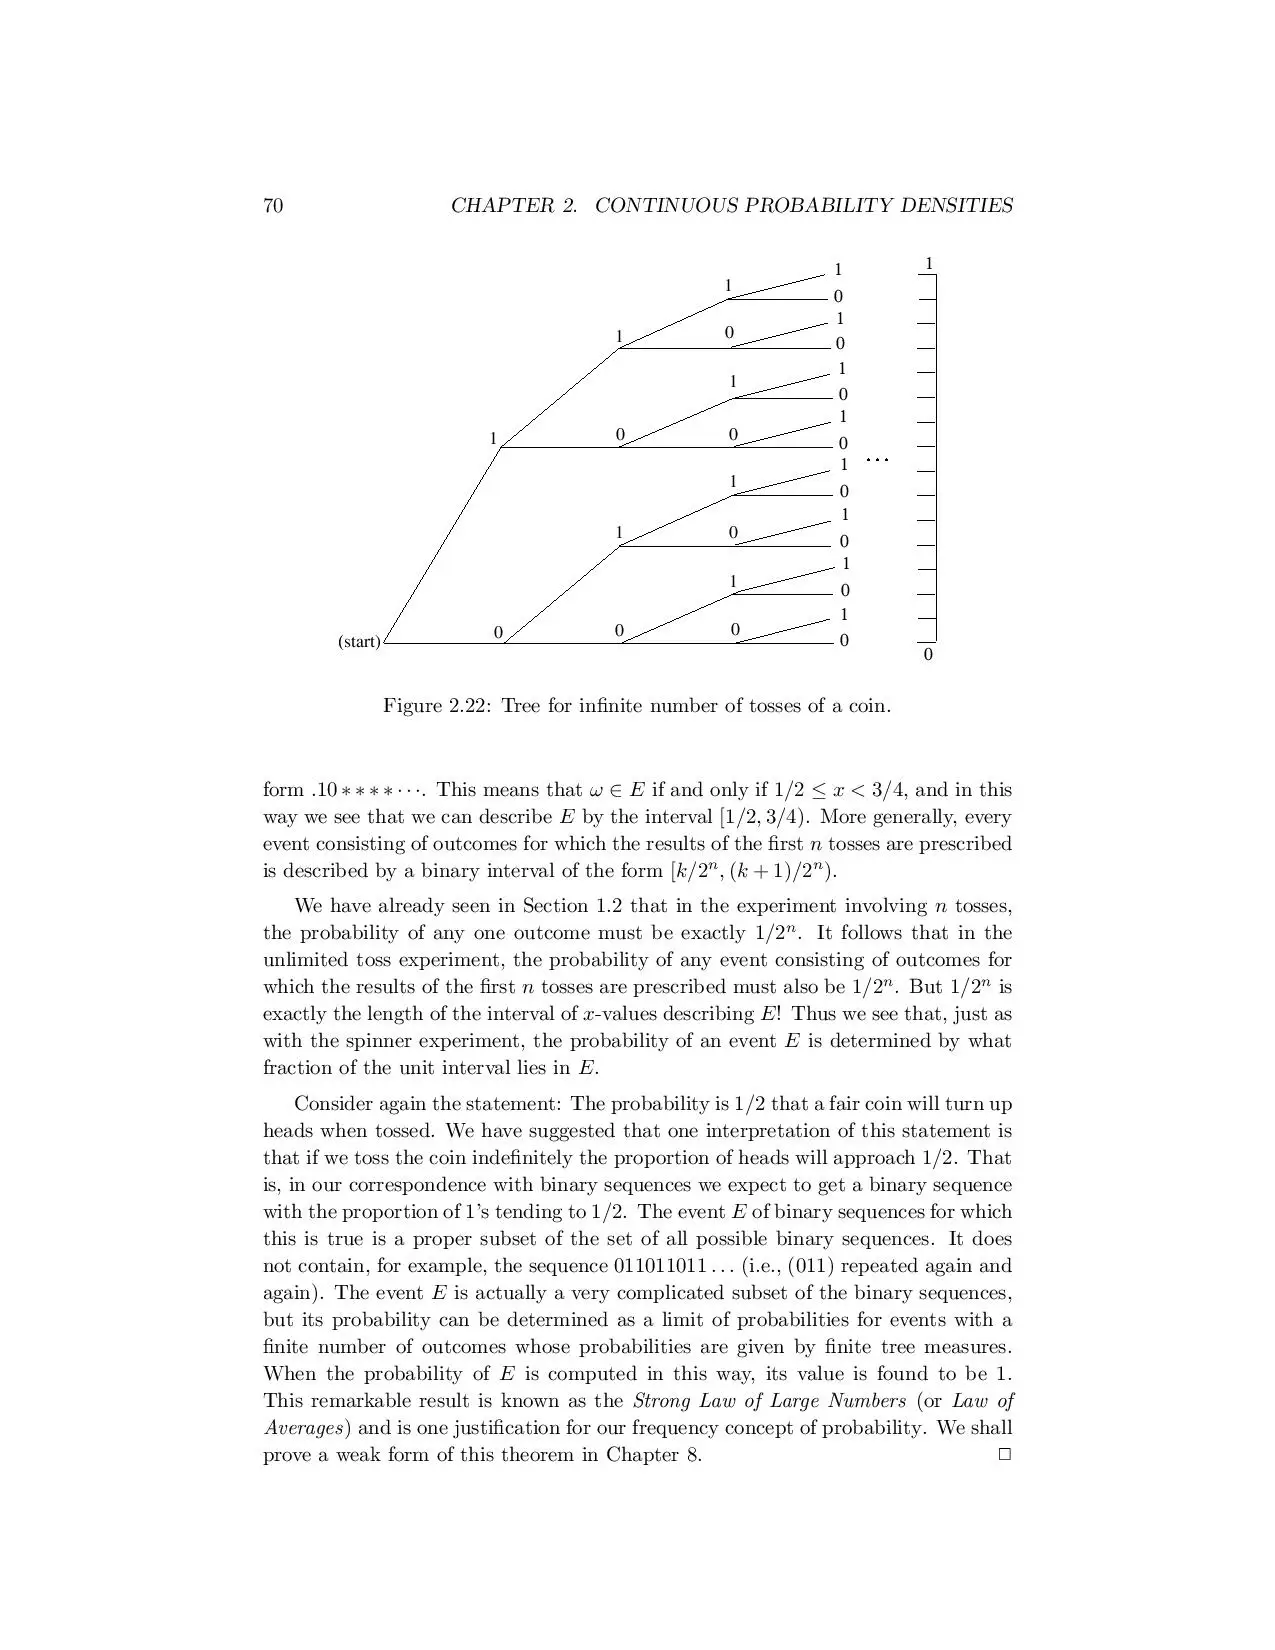 70 CHAPTER 2. CONTINUOUS PROBABILITY DENSITIES
1 1
1
0
1
1 0
0
1
1
0
1
1 0 0
0
1
1
0
1
1 0
0
1
1
0
1
(start) 0 0 0
0
0
...
Figure 2.22: Tree for infinite number of tosses of a coin.
form .10 ∗ ∗ ∗ ∗ · · ·. This means that ω ∈ E if and only if 1/2 ≤ x < 3/4, and in this
way we see that we can describe E by the interval [1/2, 3/4). More generally, every
event consisting of outcomes for which the results of the first n tosses are prescribed
is described by a binary interval of the form [k/2ⁿ, (k + 1)/2ⁿ).
We have already seen in Section 1.2 that in the experiment involving n tosses,
the probability of any one outcome must be exactly 1/2ⁿ. It follows that in the
unlimited toss experiment, the probability of any event consisting of outcomes for
which the results of the first n tosses are prescribed must also be 1/2ⁿ. But 1/2ⁿ is
exactly the length of the interval of x-values describing E! Thus we see that, just as
with the spinner experiment, the probability of an event E is determined by what
fraction of the unit interval lies in E.
Consider again the statement: The probability is 1/2 that a fair coin will turn up
heads when tossed. We have suggested that one interpretation of this statement is
that if we toss the coin indefinitely the proportion of heads will approach 1/2. That
is, in our correspondence with binary sequences we expect to get a binary sequence
with the proportion of 1's tending to 1/2. The event E of binary sequences for which
this is true is a proper subset of the set of all possible binary sequences. It does
not contain, for example, the sequence 011011011 . . . (i.e., (011) repeated again and
again). The event E is actually a very complicated subset of the binary sequences,
but its probability can be determined as a limit of probabilities for events with a
finite number of outcomes whose probabilities are given by finite tree measures.
When the probability of E is computed in this way, its value is found to be 1.
This remarkable result is known as the Strong Law of Large Numbers (or Law of
Averages) and is one justification for our frequency concept of probability. We shall
prove a weak form of this theorem in Chapter 8. □